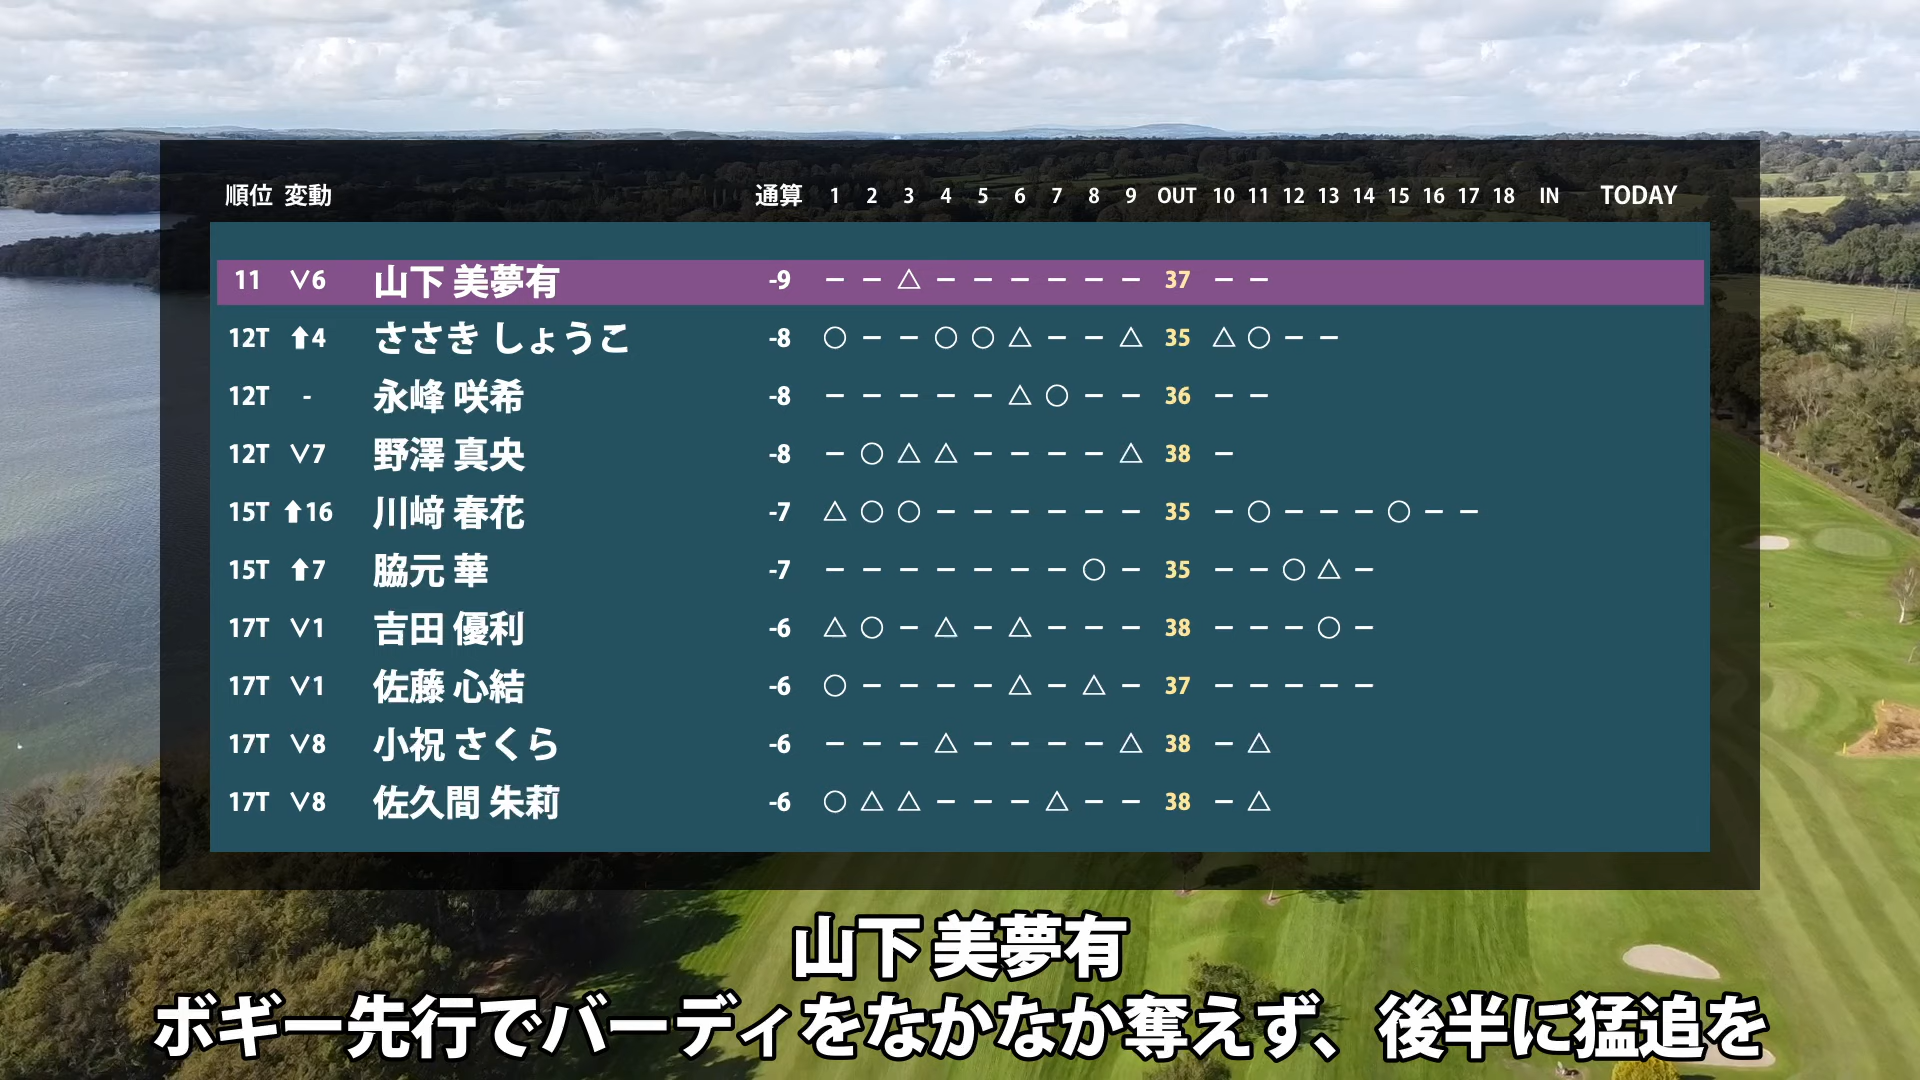 順位 変動 通算 1 2 3 4 5 6 7 8 9 OUT 10 11 12 13 14 15 16 17 18 IN TODAY
11 ∨6 山下 美夢有 -9 － － △ － － － － － － 37 － －
12T ⬆4 ささき しょうこ -8 ○ － － ○ ○ △ － － △ 35 △ ○ － －
12T - 永峰 咲希 -8 － － － － － △ ○ － － 36 － －
12T ∨7 野澤 真央 -8 － ○ △ △ － － － － △ 38 －
15T ⬆16 川﨑 春花 -7 △ ○ ○ － － － － － － 35 － ○ － － － ○ － －
15T ⬆7 脇元 華 -7 － － － － － － － ○ － 35 － － ○ △ －
17T ∨1 吉田 優利 -6 △ ○ － △ － △ － － － 38 － － － ○ －
17T ∨1 佐藤 心結 -6 ○ － － － － △ － △ － 37 － － － － －
17T ∨8 小祝 さくら -6 － － － △ － － － － △ 38 － △
17T ∨8 佐久間 朱莉 -6 ○ △ △ － － － △ － － 38 － △
山下 美夢有
ボギー先行でバーディをなかなか奪えず、後半に猛追を